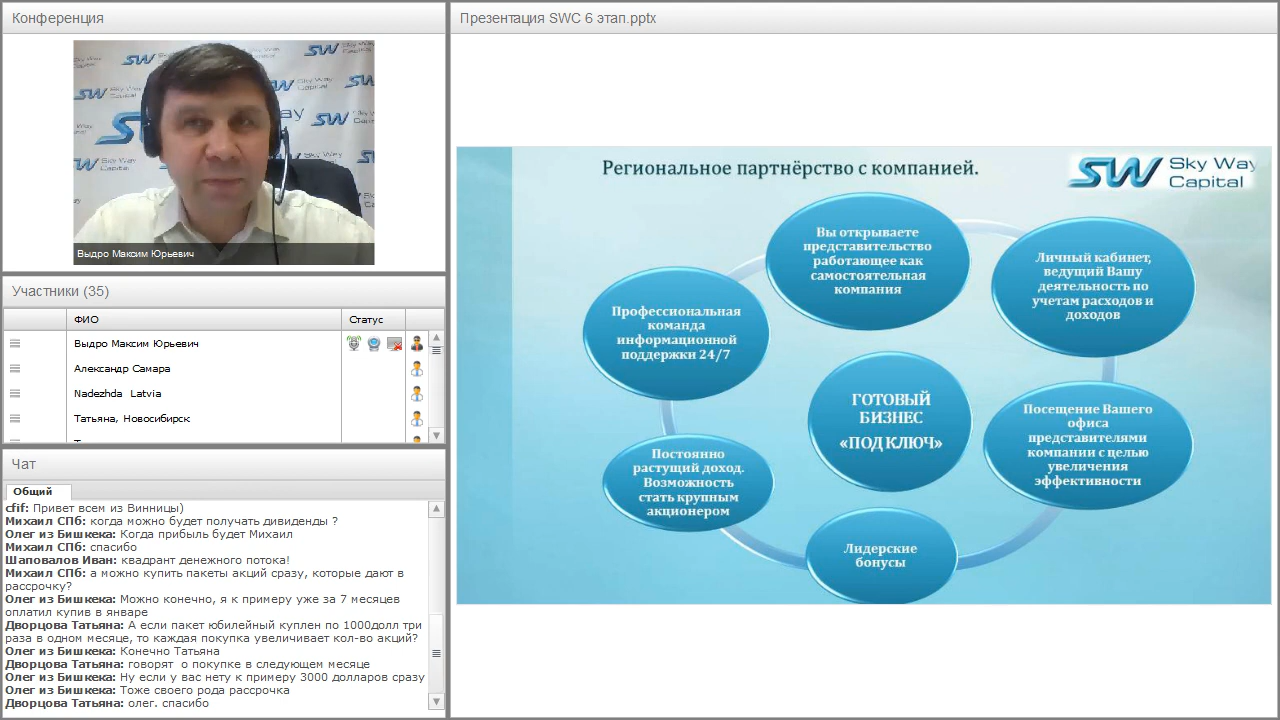 Конференция
Sky Way
Capital
SW
Выдро Максим Юрьевич
Участники (35)
ФИО
Статус
Выдро Максим Юрьевич
Александр Самара
Nadezhda Latvia
Татьяна, Новосибирск
Чат
Общий
cfif: Привет всем из Винницы)
Михаил СПб: когда можно будет получать дивиденды ?
Олег из Бишкека: Когда прибыль будет Михаил
Михаил СПб: спасибо
Шаповалов Иван: квадрант денежного потока!
Михаил СПб: а можно купить пакеты акций сразу, которые дают в
рассрочку?
Олег из Бишкека: Можно конечно, я к примеру уже за 7 месяцев
оплатил купив в январе
Дворцова Татьяна: А если пакет юбилейный куплен по 1000долл три
раза в одном месяце, то каждая покупка увеличивает кол-во акций?
Олег из Бишкека: Конечно Татьяна
Дворцова Татьяна: говорят о покупке в следующем месяце
Олег из Бишкека: Ну если у вас нету к примеру 3000 долларов сразу
Олег из Бишкека: Тоже своего рода рассрочка
Дворцова Татьяна: олег. спасибо
Презентация SWC 6 этап.pptx
Региональное партнёрство с компанией.
SW Sky Way
Capital
Вы открываете
представительство
работающее как
самостоятельная
компания
Личный кабинет,
ведущий Вашу
деятельность по
учетам расходов и
доходов
Профессиональная
команда
информационной
поддержки 24/7
ГОТОВЫЙ
БИЗНЕС
«ПОД КЛЮЧ»
Посещение Вашего
офиса
представителями
компании с целью
увеличения
эффективности
Постоянно
растущий доход.
Возможность
стать крупным
акционером
Лидерские
бонусы